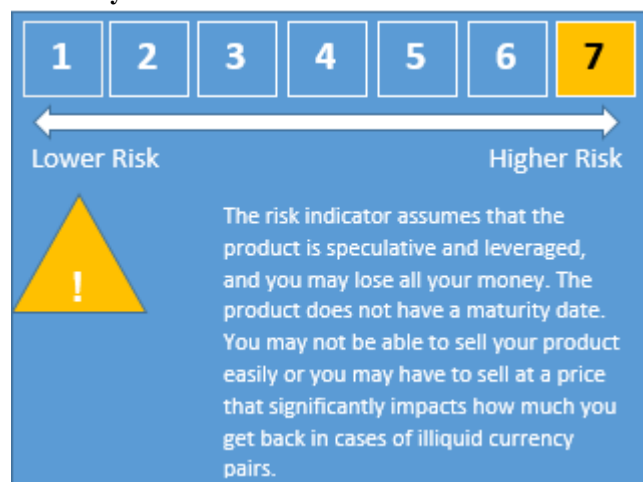 1 2 3 4 5 6 7
Lower Risk Higher Risk
!
The risk indicator assumes that the
product is speculative and leveraged,
and you may lose all your money. The
product does not have a maturity date.
You may not be able to sell your product
easily or you may have to sell at a price
that significantly impacts how much you
get back in cases of illiquid currency
pairs.